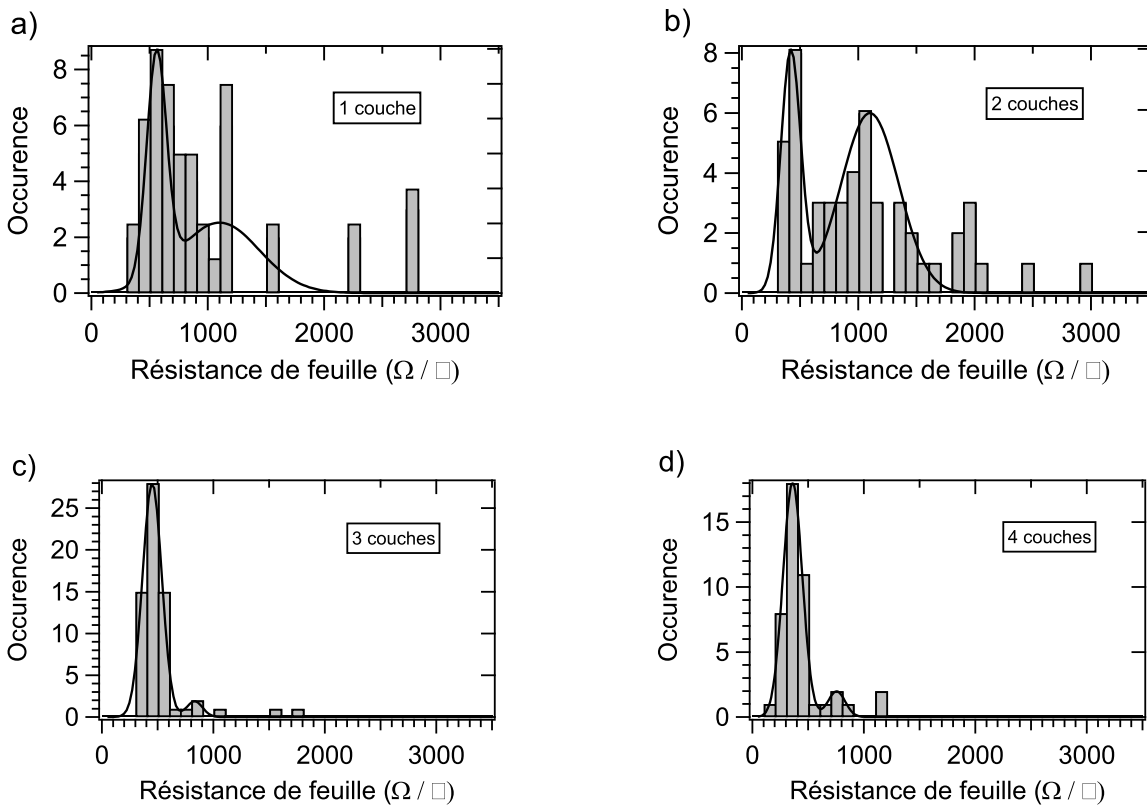 a)
8
6
4
2
0
Occurence
1 couche
0 1000 2000 3000
Résistance de feuille (Ω / □)
b)
8
6
4
2
0
Occurence
2 couches
0 1000 2000 3000
Résistance de feuille (Ω / □)
c)
25
20
15
10
5
0
Occurence
3 couches
0 1000 2000 3000
Résistance de feuille (Ω / □)
d)
15
10
5
0
Occurence
4 couches
0 1000 2000 3000
Résistance de feuille (Ω / □)